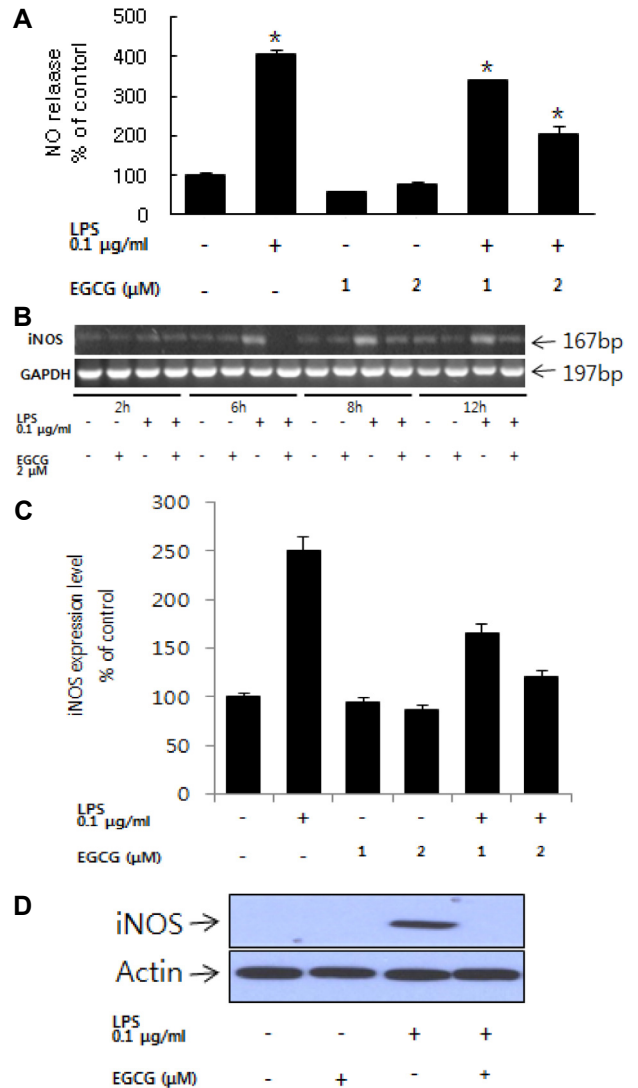 A
NO relaase
% of contorl
500
400
300
200
100
0
*
*
*
LPS
0.1 µg/ml
- + - - + +
EGCG (µM)
- - 1 2 1 2
B
iNOS
167bp
GAPDH
197bp
2h 6h 8h 12h
LPS
0.1 µg/ml
- - + + - - + + - - + + - - + +
EGCG
2 µM
- + - + - + - + - + - + - + - +
C
iNOS expression level
% of control
300
250
200
150
100
50
0
LPS
0.1 µg/ml
- + - - + +
EGCG (µM)
- - 1 2 1 2
D
iNOS
Actin
LPS
0.1 µg/ml
- - + +
EGCG (µM)
- + - +